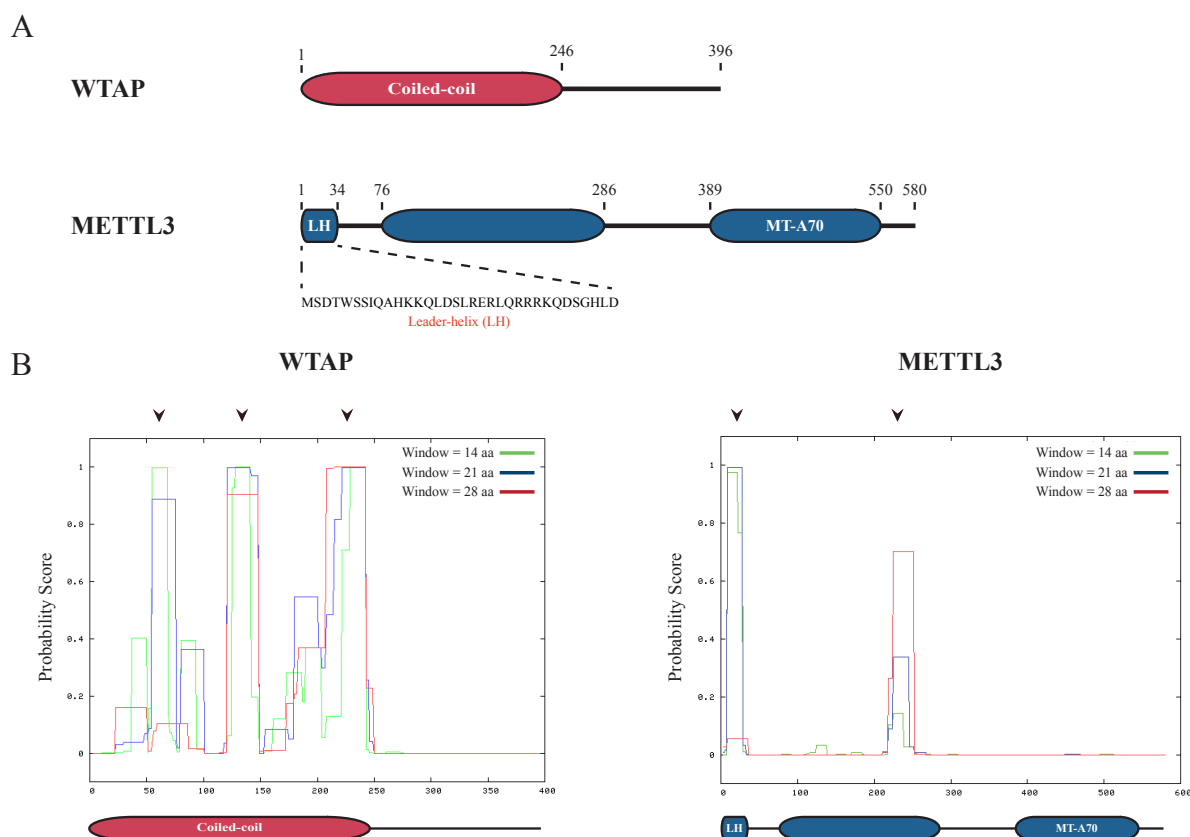 A
1 246 396
WTAP Coiled-coil
1 34 76 286 389 550 580
METTL3 LH MT-A70
MSDTWSSIQAHKKQLDSLRERLQRRRKQDSGHLD
Leader-helix (LH)
B
WTAP
Window = 14 aa
Window = 21 aa
Window = 28 aa
Probability Score
1
0.8
0.6
0.4
0.2
0
0 50 100 150 200 250 300 350 400
Coiled-coil
METTL3
Window = 14 aa
Window = 21 aa
Window = 28 aa
Probability Score
1
0.8
0.6
0.4
0.2
0
0 100 200 300 400 500 600
LH MT-A70